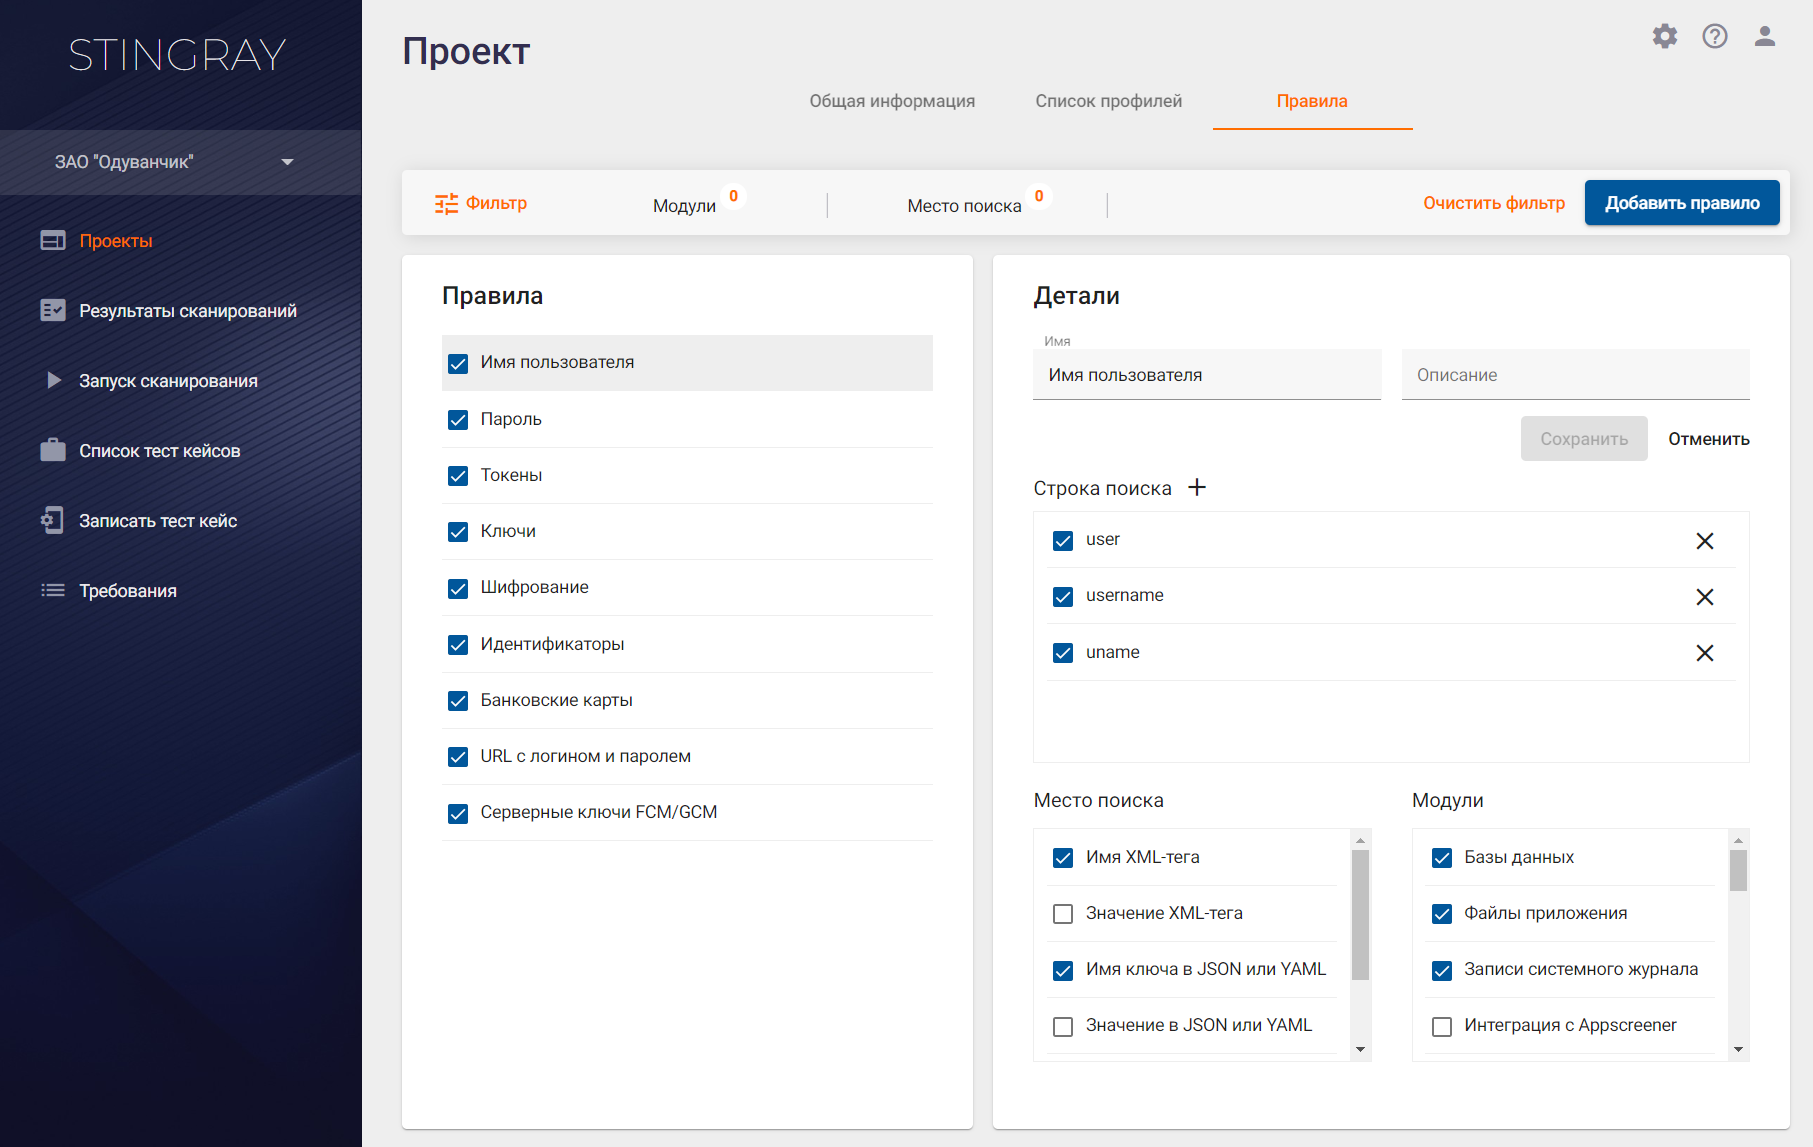 STINGRAY
ЗАО "Одуванчик"
Проекты
Результаты сканирований
Запуск сканирования
Список тест кейсов
Записать тест кейс
Требования
Проект
Общая информация
Список профилей
Правила
Фильтр
Модули 0
Место поиска 0
Очистить фильтр
Добавить правило
Правила
Имя пользователя
Пароль
Токены
Ключи
Шифрование
Идентификаторы
Банковские карты
URL с логином и паролем
Серверные ключи FCM/GCM
Детали
Имя
Имя пользователя
Описание
Сохранить
Отменить
Строка поиска
user
username
uname
Место поиска
Имя XML-тега
Значение XML-тега
Имя ключа в JSON или YAML
Значение в JSON или YAML
Модули
Базы данных
Файлы приложения
Записи системного журнала
Интеграция с Appscreener